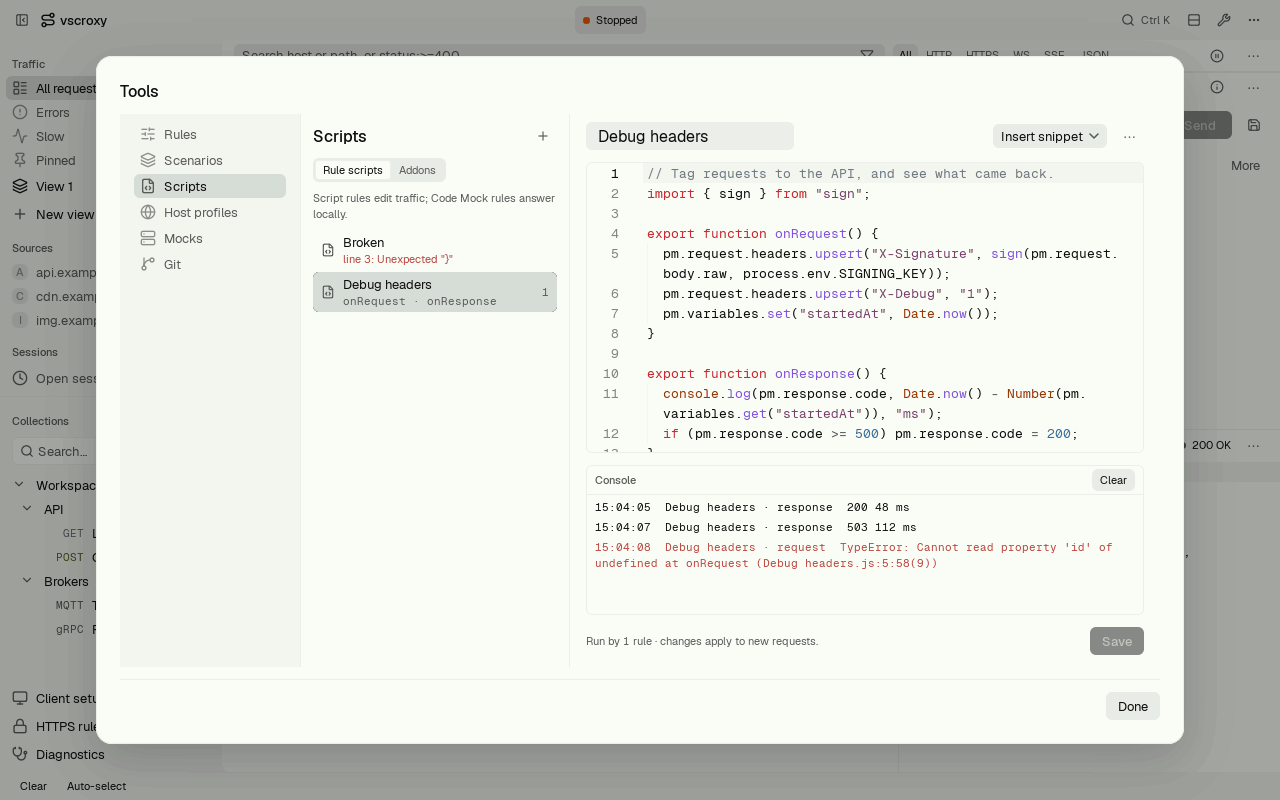 vscroxy
Stopped
Ctrl K
Search host or path, or status:>=400
All HTTP HTTPS WS SSE JSON
Traffic
All request
Errors
Slow
Pinned
View 1
New view
Sources
A api.examp
C cdn.examp
I img.examp
Sessions
Open sess
Collections
Search...
Workspac
API
GET
POST
Brokers
MQTT
gRPC
Client setu
HTTPS rule
Diagnostics
Clear Auto-select
Send
More
200 OK
Tools
Rules
Scenarios
Scripts
Host profiles
Mocks
Git
Scripts
Rule scripts Addons
Script rules edit traffic; Code Mock rules answer
locally.
Broken
line 3: Unexpected "}"
Debug headers
onRequest · onResponse
1
Debug headers
Insert snippet
1 // Tag requests to the API, and see what came back.
2 import { sign } from "sign";
3
4 export function onRequest() {
5 pm.request.headers.upsert("X-Signature", sign(pm.request.
body.raw, process.env.SIGNING_KEY));
6 pm.request.headers.upsert("X-Debug", "1");
7 pm.variables.set("startedAt", Date.now());
8 }
9
10 export function onResponse() {
11 console.log(pm.response.code, Date.now() - Number(pm.
variables.get("startedAt")), "ms");
12 if (pm.response.code >= 500) pm.response.code = 200;
13 }
Console
Clear
15:04:05 Debug headers · response 200 48 ms
15:04:07 Debug headers · response 503 112 ms
15:04:08 Debug headers · request TypeError: Cannot read property 'id' of
undefined at onRequest (Debug headers.js:5:58(9))
Run by 1 rule · changes apply to new requests.
Save
Done